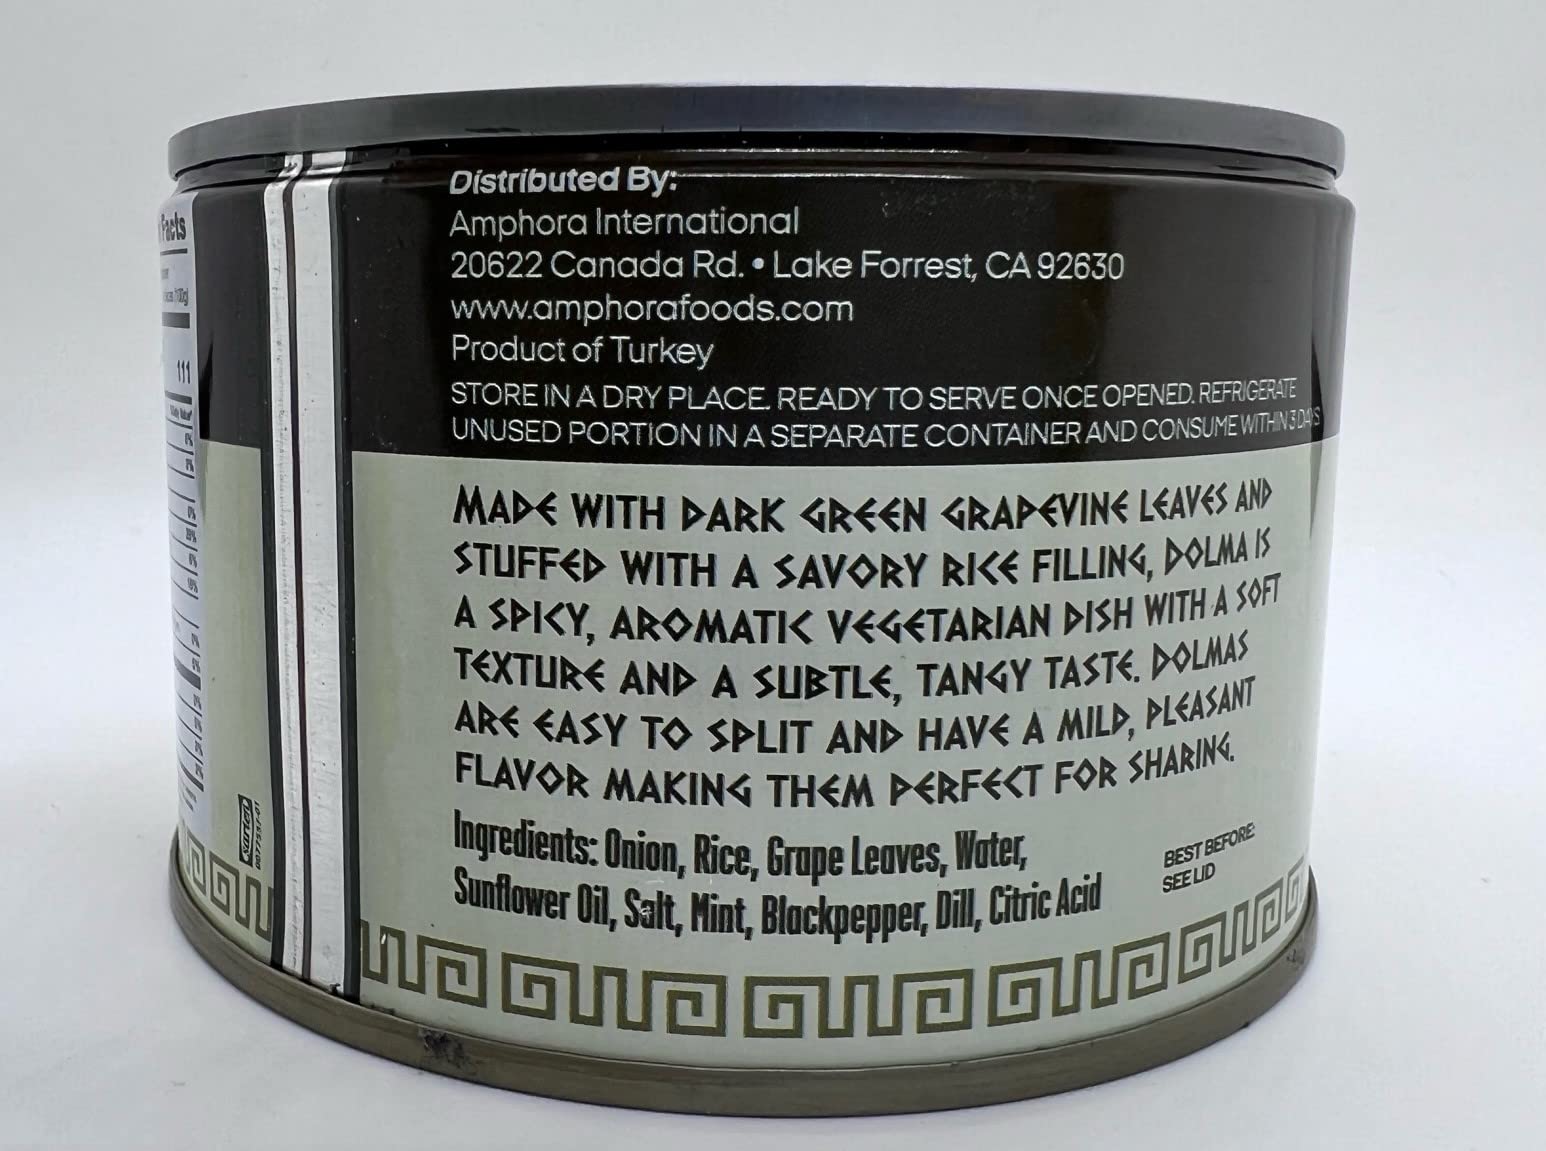 Distributed By:
Amphora International
20622 Canada Rd. • Lake Forrest, CA 92630
www.amphorafoods.com
Product of Turkey
STORE IN A DRY PLACE. READY TO SERVE ONCE OPENED. REFRIGERATE
UNUSED PORTION IN A SEPARATE CONTAINER AND CONSUME WITHIN 3 DAYS
MADE WITH DARK GREEN GRAPEVINE LEAVES AND
STUFFED WITH A SAVORY RICE FILLING, DOLMA IS
A SPICY, AROMATIC VEGETARIAN DISH WITH A SOFT
TEXTURE AND A SUBTLE, TANGY TASTE. DOLMAS
ARE EASY TO SPLIT AND HAVE A MILD, PLEASANT
FLAVOR MAKING THEM PERFECT FOR SHARING.
Ingredients: Onion, Rice, Grape Leaves, Water,
Sunflower Oil, Salt, Mint, Blackpepper, Dill, Citric Acid
BEST BEFORE:
SEE LID
Facts
111
sarten